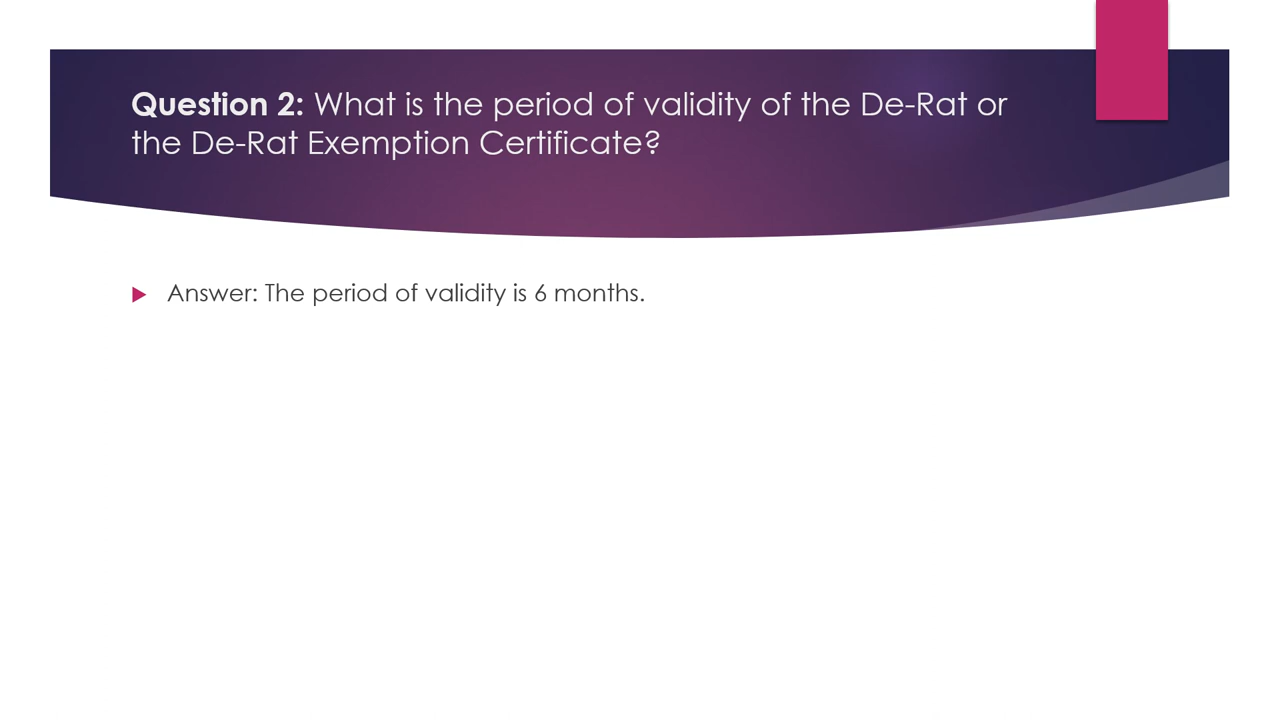 Question 2: What is the period of validity of the De-Rat or
the De-Rat Exemption Certificate?
Answer: The period of validity is 6 months.